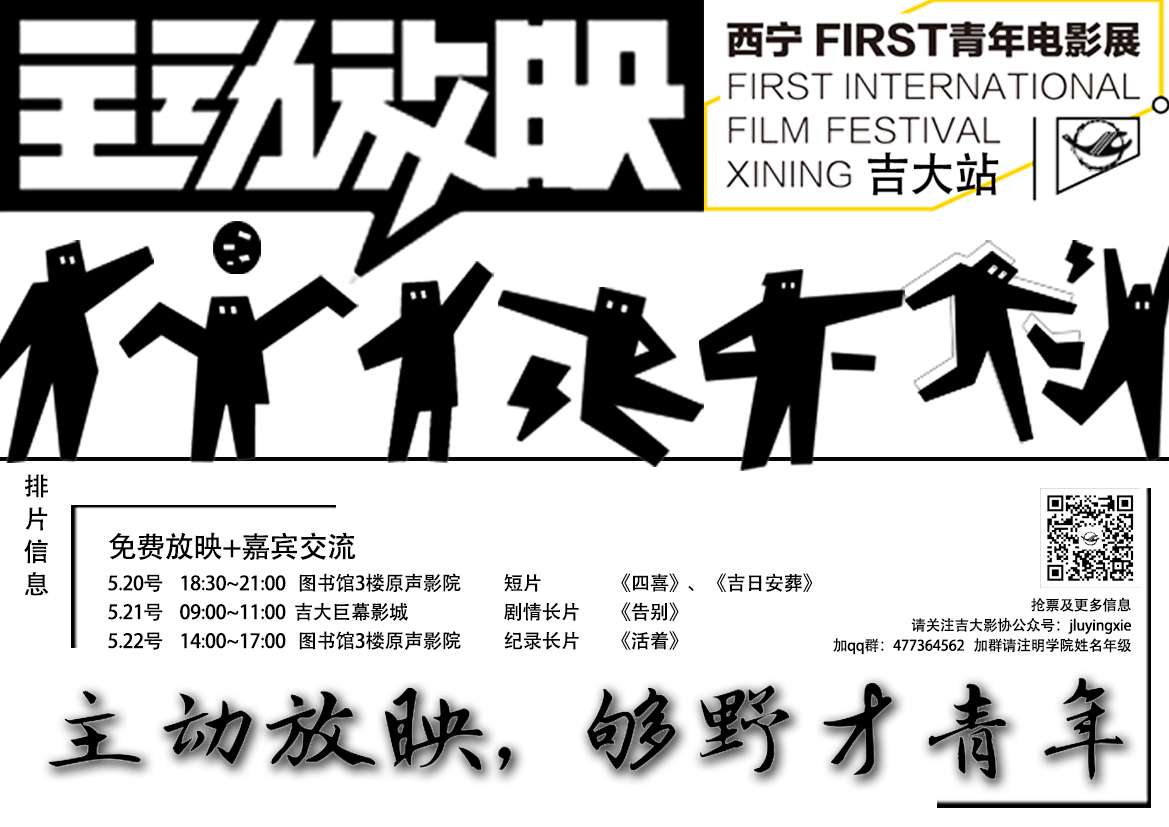 主动放映
西宁 FIRST青年电影展
FIRST INTERNATIONAL
FILM FESTIVAL
XINING 吉大站
排片信息
免费放映+嘉宾交流
5.20号 18:30~21:00 图书馆3楼原声影院 短片 《四喜》、《吉日安葬》
5.21号 09:00~11:00 吉大巨幕影城 剧情长片 《告别》
5.22号 14:00~17:00 图书馆3楼原声影院 纪录长片 《活着》
抢票及更多信息
请关注吉大影协公众号：jluyingxie
加qq群：477364562 加群请注明学院姓名年级
主动放映，够野才青年